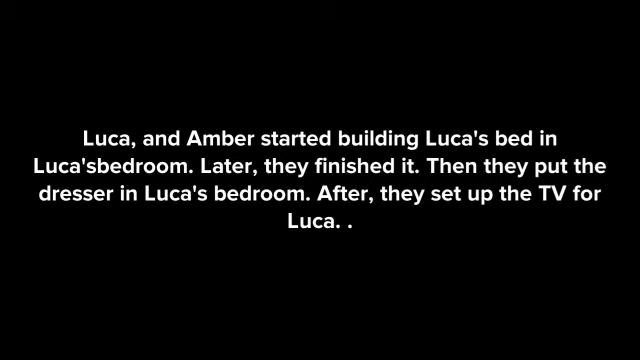 Luca, and Amber started building Luca's bed in
Luca'sbedroom. Later, they finished it. Then they put the
dresser in Luca's bedroom. After, they set up the TV for
Luca. .